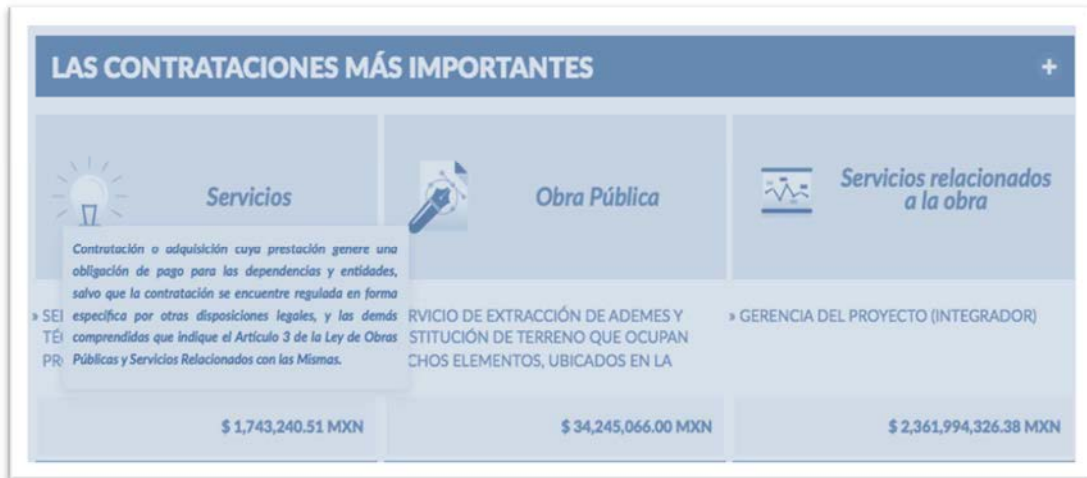 LAS CONTRATACIONES MÁS IMPORTANTES +
Servicios
Obra Pública
Servicios relacionados
a la obra
Contratación o adquisición cuya prestación genere una
obligación de pago para las dependencias y entidades,
salvo que la contratación se encuentre regulada en forma
específica por otras disposiciones legales, y las demás
comprendidas que indique el Artículo 3 de la Ley de Obras
Públicas y Servicios Relacionados con las Mismas.
» SE
TÉ
PR
RVICIO DE EXTRACCIÓN DE ADEMES Y
STITUCIÓN DE TERRENO QUE OCUPAN
CHOS ELEMENTOS, UBICADOS EN LA
» GERENCIA DEL PROYECTO (INTEGRADOR)
$ 1,743,240.51 MXN
$ 34,245,066.00 MXN
$ 2,361,994,326.38 MXN